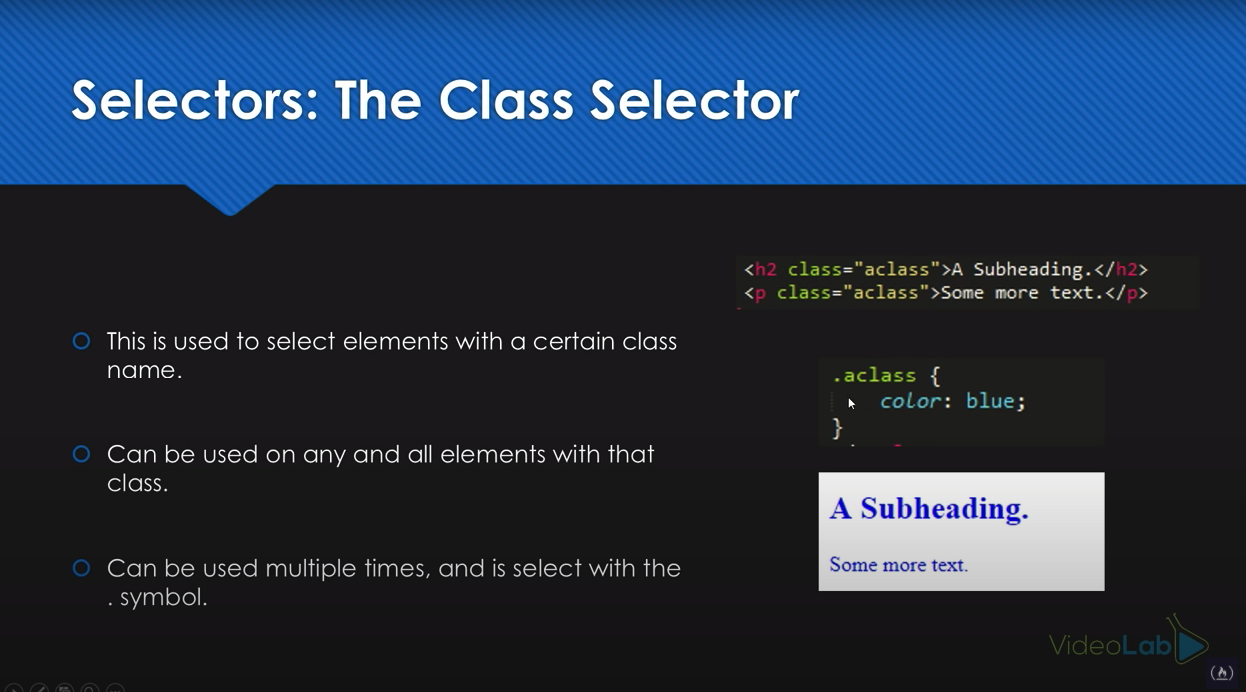 Selectors: The Class Selector
This is used to select elements with a certain class
name.
Can be used on any and all elements with that
class.
Can be used multiple times, and is select with the
. symbol.
<h2 class="aclass">A Subheading.</h2>
<p class="aclass">Some more text.</p>
.aclass {
color: blue;
}
A Subheading.
Some more text.
VideoLab